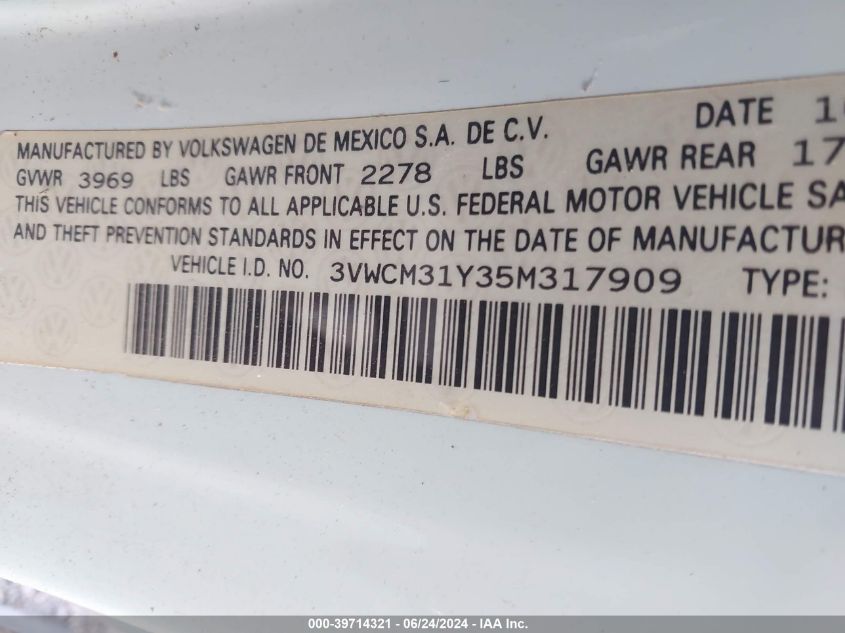 DATE
MANUFACTURED BY VOLKSWAGEN DE MEXICO S.A. DE C.V.
GVWR 3969 LBS GAWR FRONT 2278 LBS GAWR REAR 17
THIS VEHICLE CONFORMS TO ALL APPLICABLE U.S. FEDERAL MOTOR VEHICLE SA
AND THEFT PREVENTION STANDARDS IN EFFECT ON THE DATE OF MANUFACTUR
VEHICLE I.D. NO. 3VWCM31Y35M317909 TYPE:
000-39714321 - 06/24/2024 - IAA Inc.